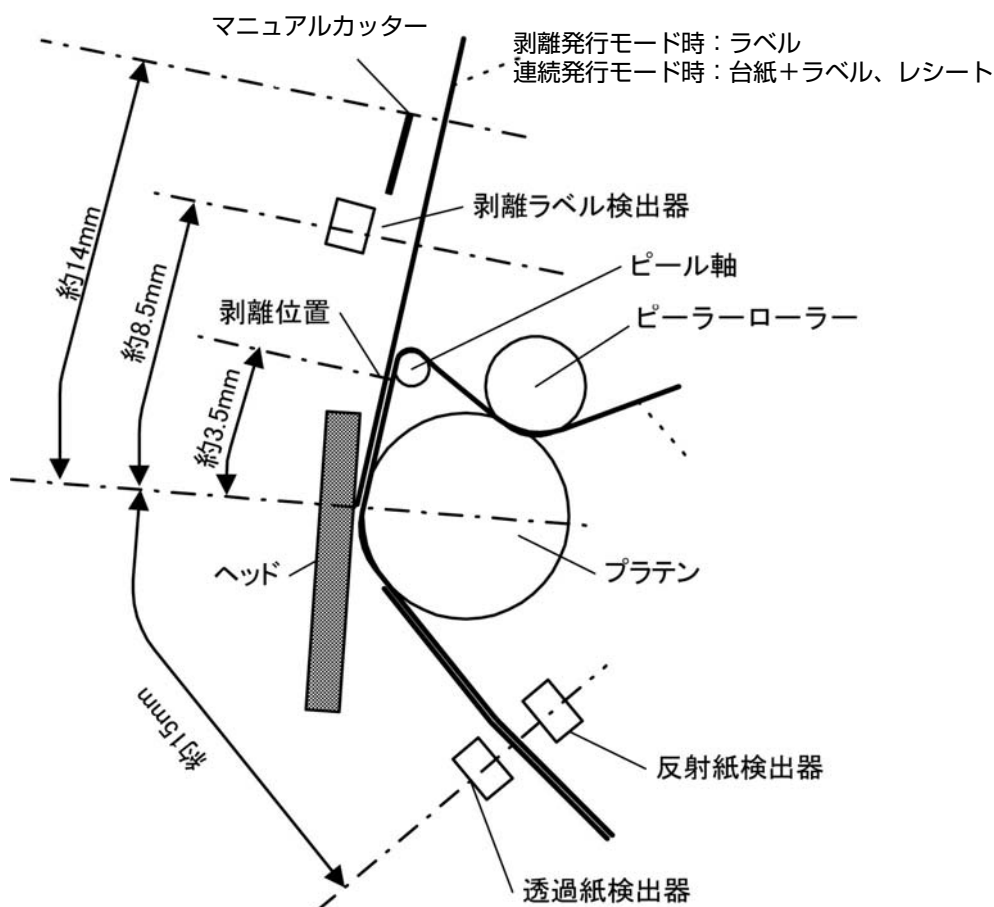 マニュアルカッター
剥離発行モード時：ラベル
連続発行モード時：台紙＋ラベル、レシート
剥離ラベル検出器
約14mm
約8.5mm
ピール軸
剥離位置
ピーラーローラー
約3.5mm
ヘッド
プラテン
約15mm
反射紙検出器
透過紙検出器